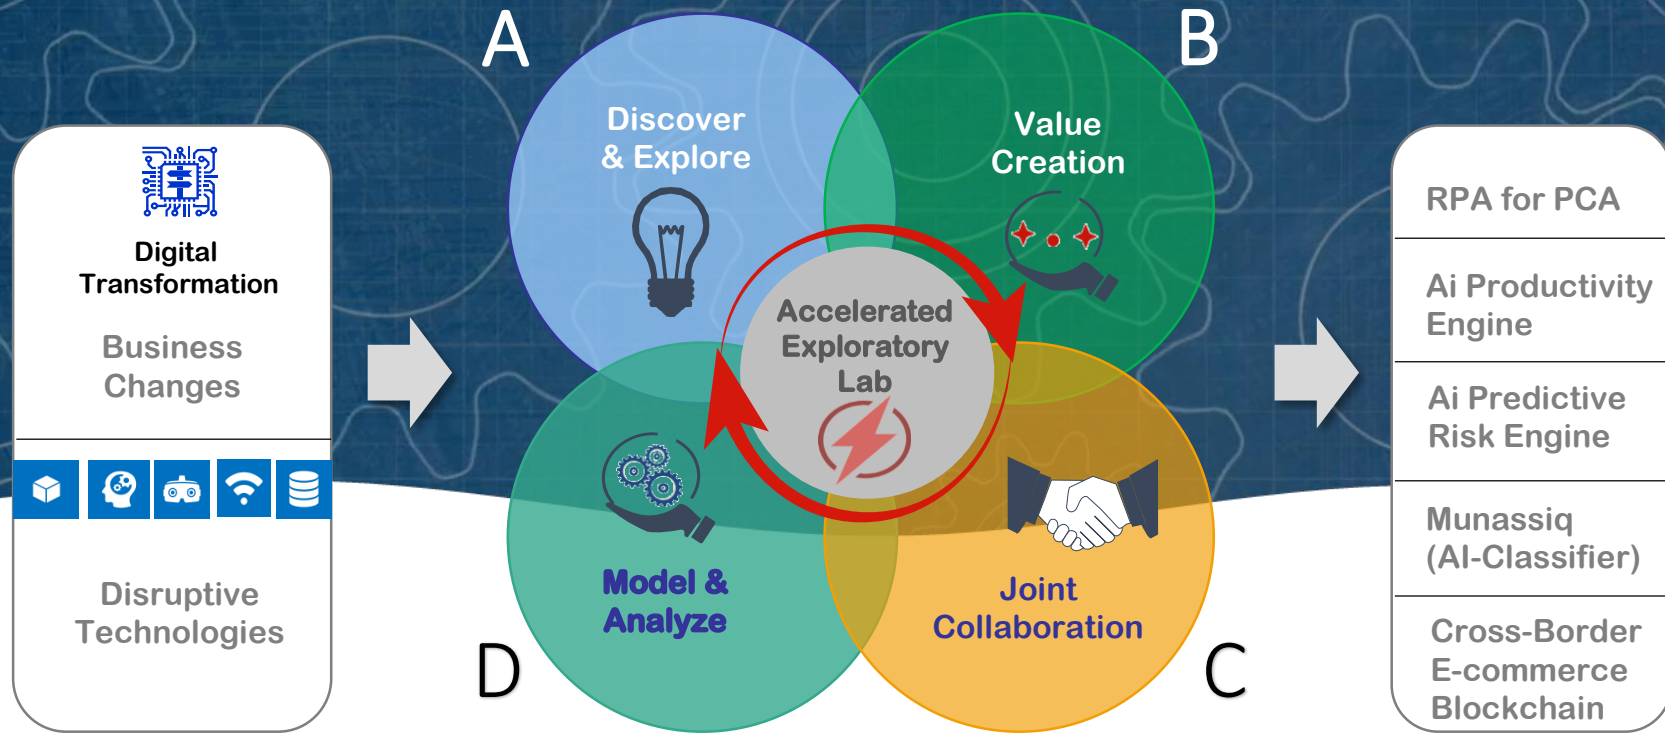 Digital
Transformation
Business
Changes
Disruptive
Technologies
A
Discover
& Explore
B
Value
Creation
Accelerated
Exploratory
Lab
D
Model &
Analyze
C
Joint
Collaboration
RPA for PCA
Ai Productivity
Engine
Ai Predictive
Risk Engine
Munassiq
(AI-Classifier)
Cross-Border
E-commerce
Blockchain